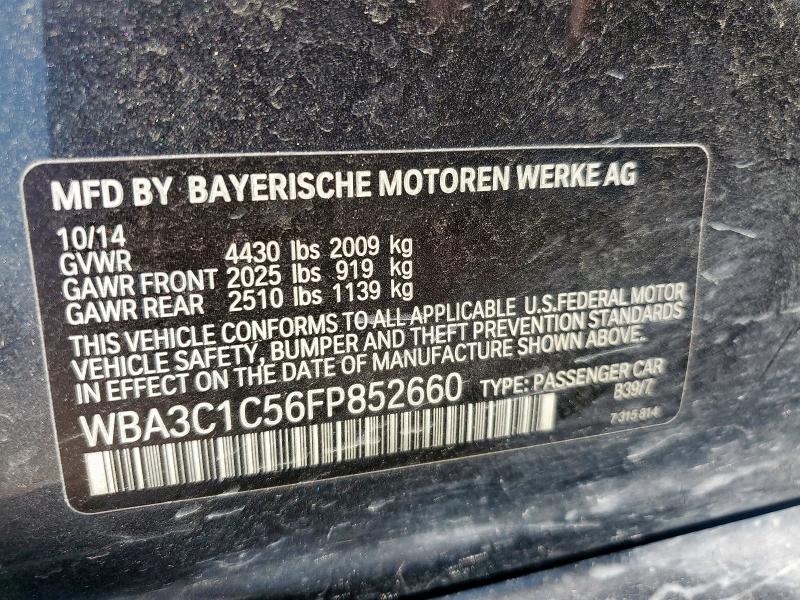 MFD BY BAYERISCHE MOTOREN WERKE AG
10/14
GVWR 4430 lbs 2009 kg
GAWR FRONT 2025 lbs 919 kg
GAWR REAR 2510 lbs 1139 kg
THIS VEHICLE CONFORMS TO ALL APPLICABLE U.S.FEDERAL MOTOR
VEHICLE SAFETY, BUMPER AND THEFT PREVENTION STANDARDS
IN EFFECT ON THE DATE OF MANUFACTURE SHOWN ABOVE.
WBA3C1C56FP852660 TYPE: PASSENGER CAR
B39/7
7 315 814